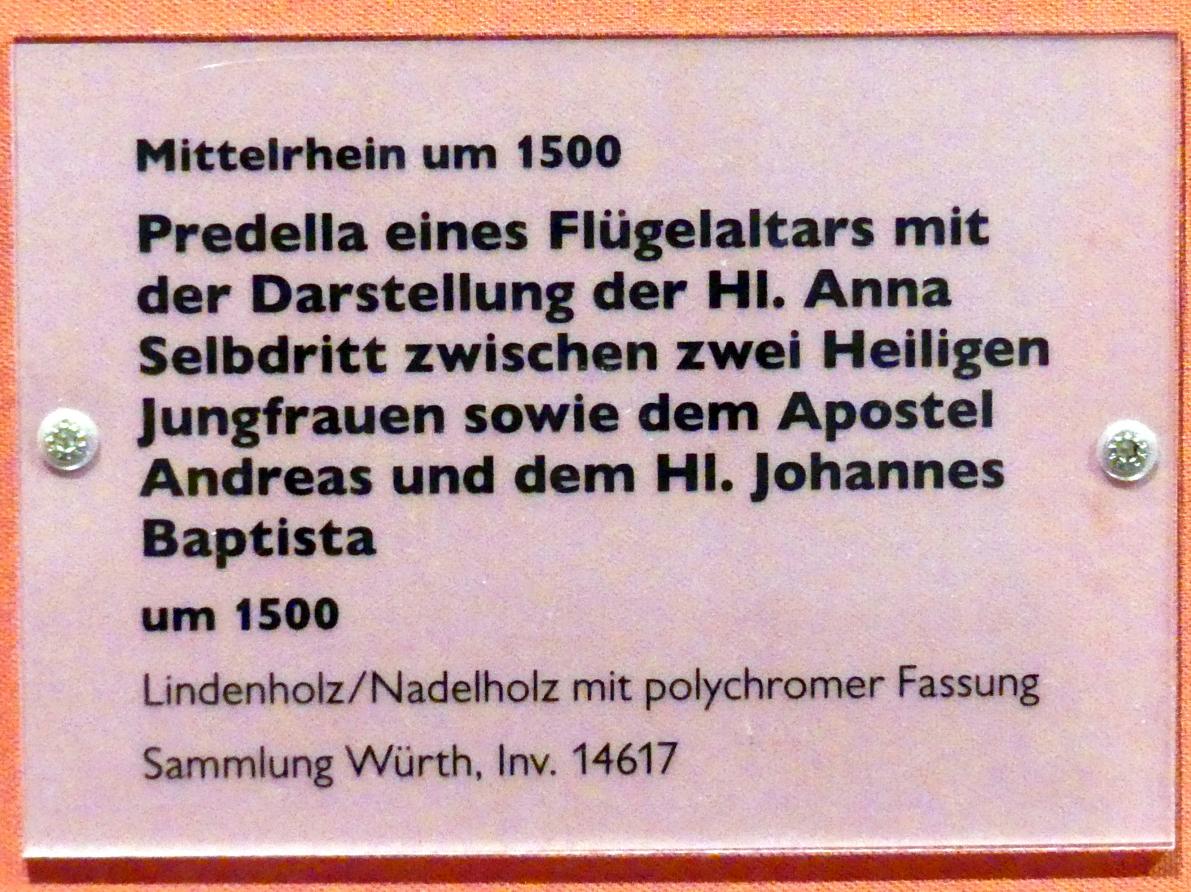 Mittelrhein um 1500
Predella eines Flügelaltars mit
der Darstellung der Hl. Anna
Selbdritt zwischen zwei Heiligen
Jungfrauen sowie dem Apostel
Andreas und dem Hl. Johannes
Baptista
um 1500
Lindenholz/Nadelholz mit polychromer Fassung
Sammlung Würth, Inv. 14617